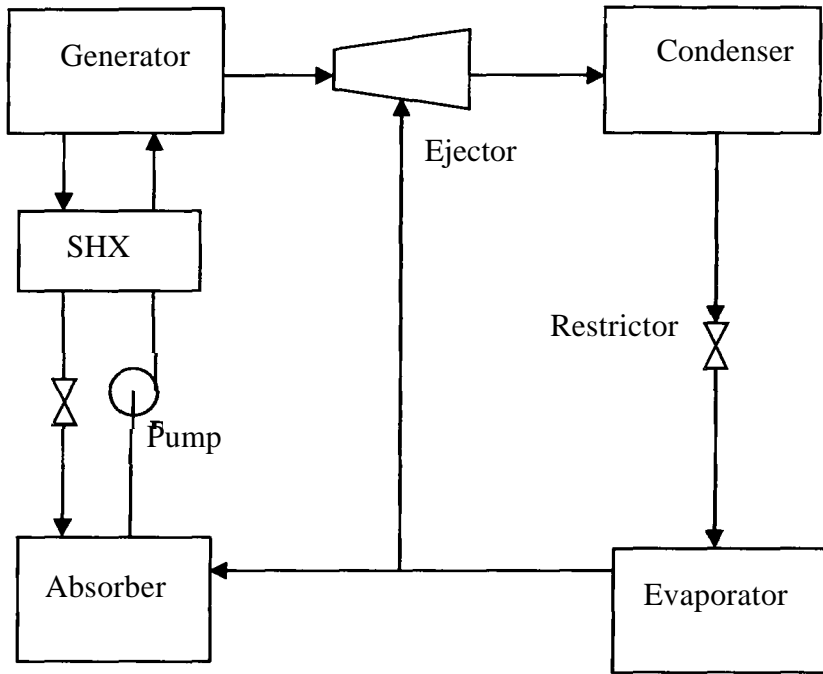 Generator
Condenser
Ejector
SHX
Restrictor
Pump
Absorber
Evaporator